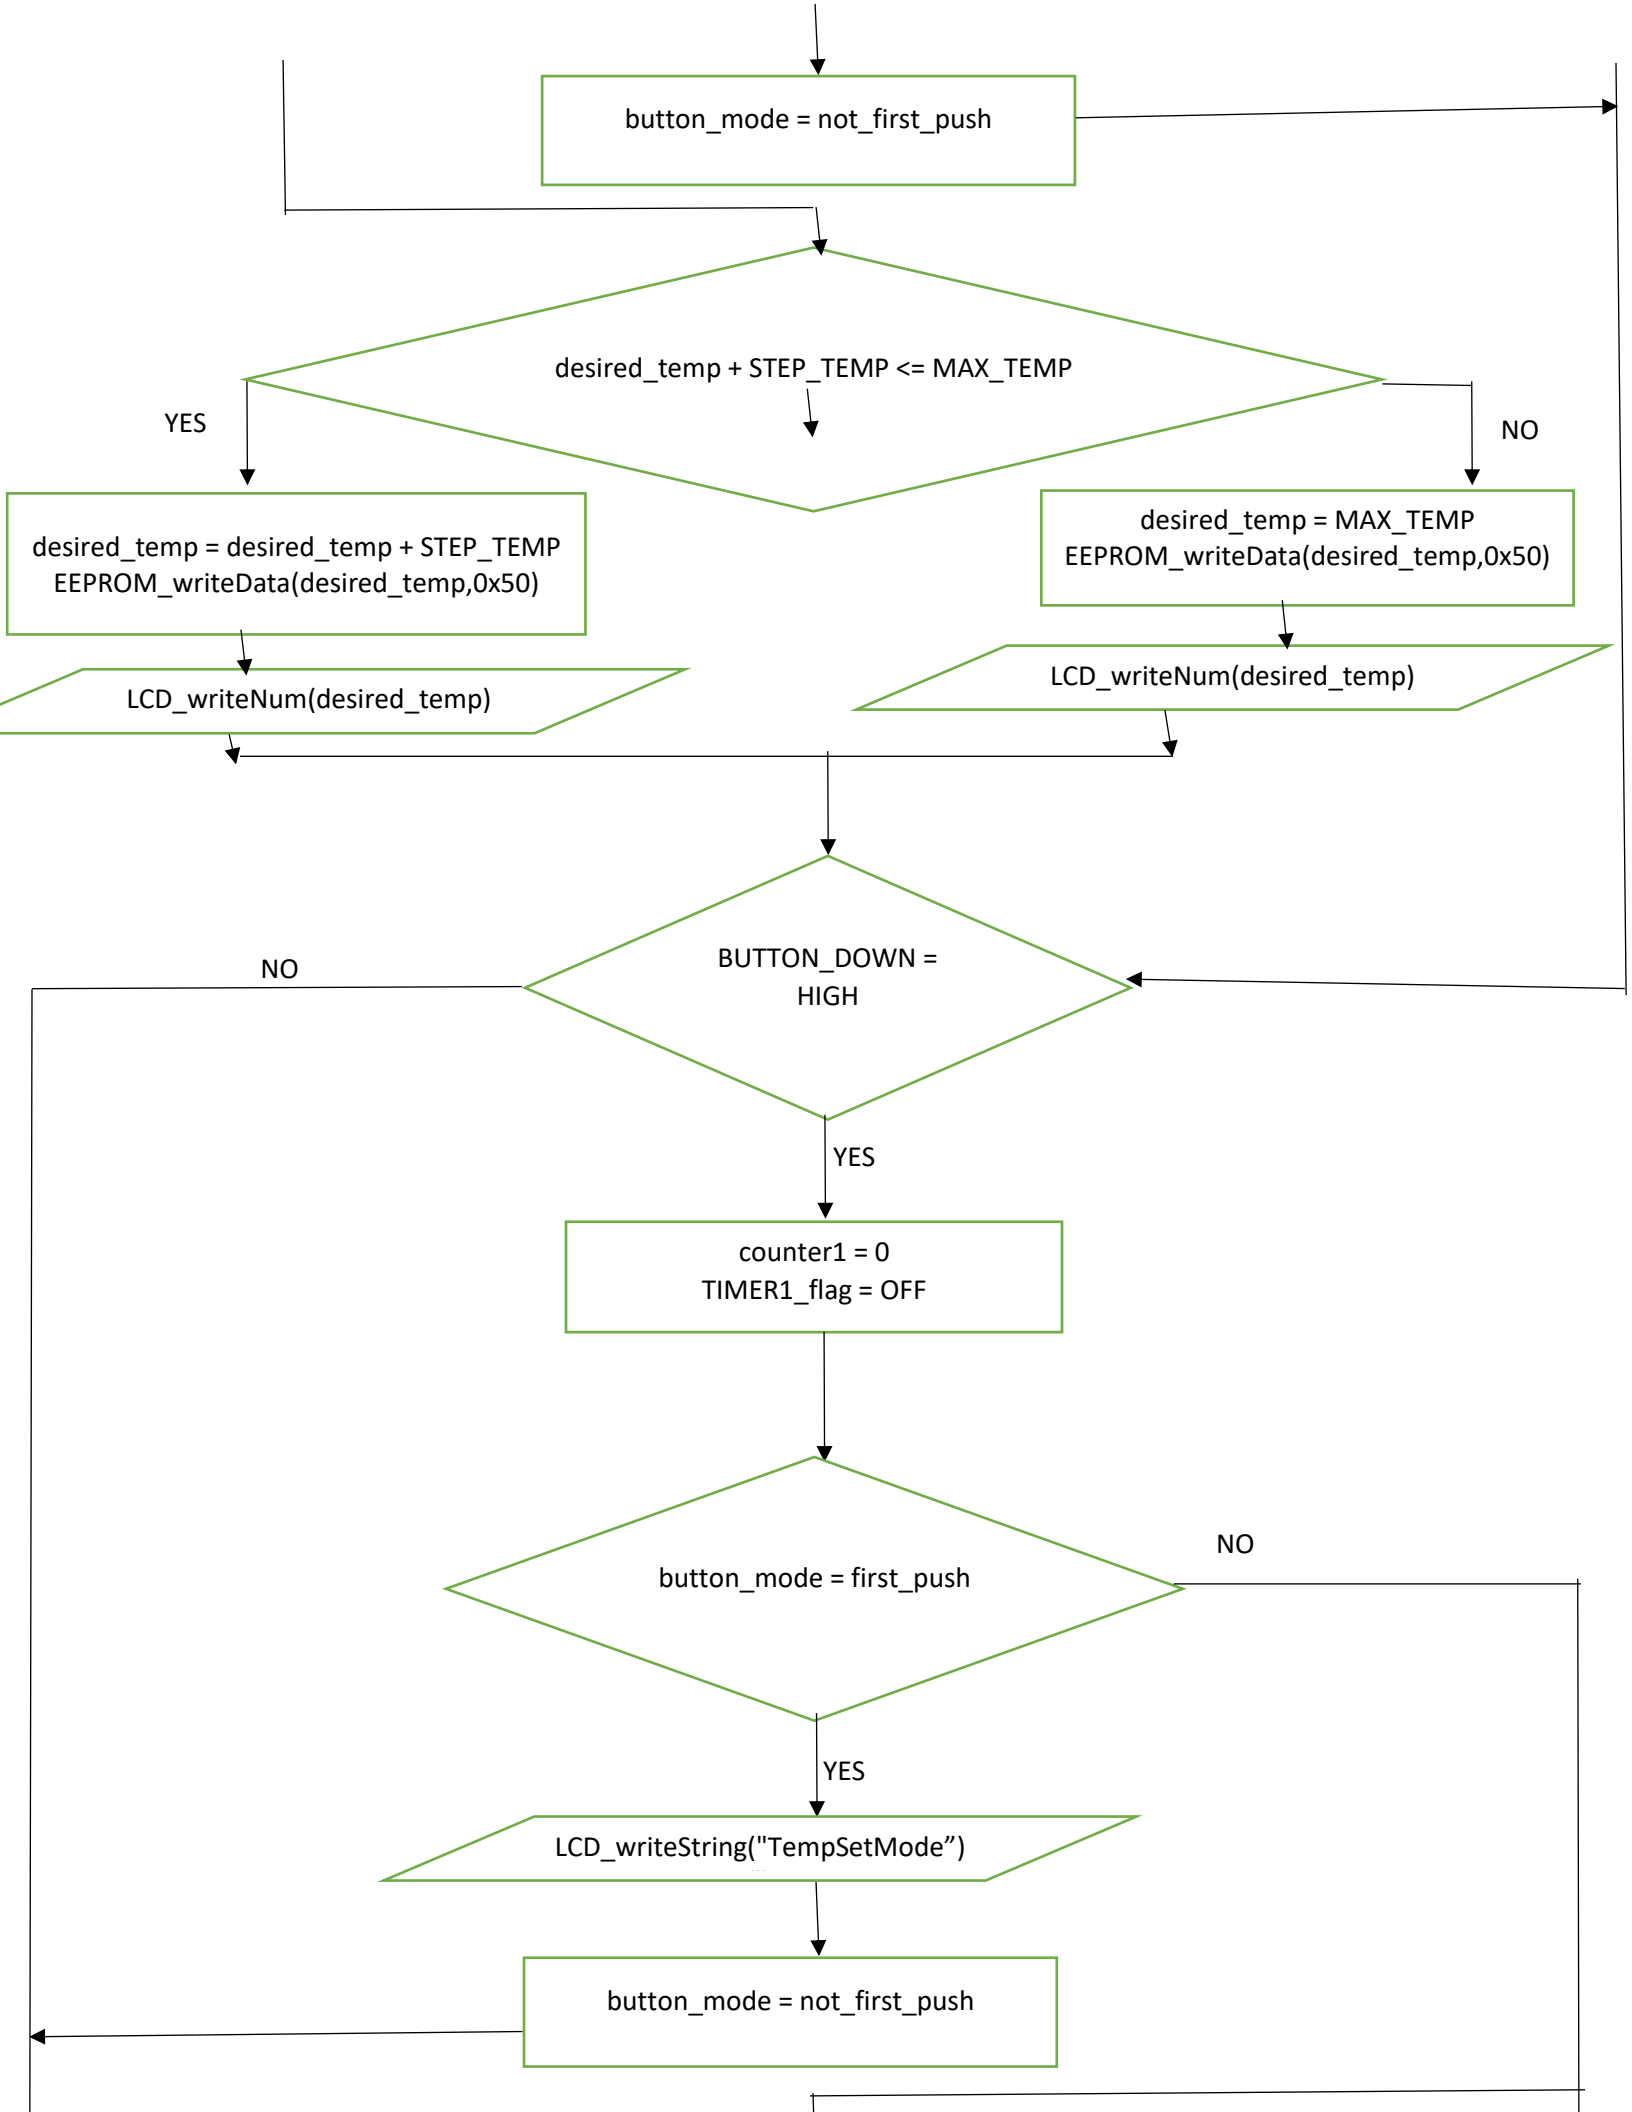 button_mode = not_first_push
desired_temp + STEP_TEMP <= MAX_TEMP
YES
NO
desired_temp = desired_temp + STEP_TEMP
EEPROM_writeData(desired_temp,0x50)
desired_temp = MAX_TEMP
EEPROM_writeData(desired_temp,0x50)
LCD_writeNum(desired_temp)
LCD_writeNum(desired_temp)
BUTTON_DOWN =
HIGH
NO
YES
counter1 = 0
TIMER1_flag = OFF
button_mode = first_push
NO
YES
LCD_writeString("TempSetMode”)
button_mode = not_first_push